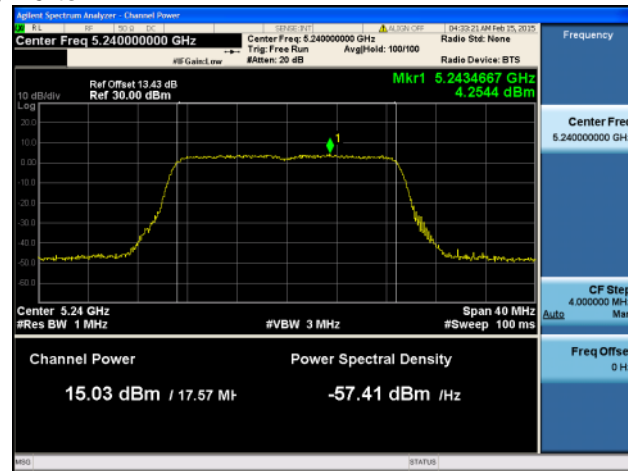 Agilent Spectrum Analyzer - Channel Power
RL RF 50 Ω DC SENSE:INT ALIGN OFF 04:33:21 AM Feb 15, 2015
Center Freq 5.240000000 GHz Center Freq: 5.240000000 GHz Radio Std: None Frequency
Trig: Free Run Avg|Hold: 100/100
#IFGain:Low #Atten: 20 dB Radio Device: BTS
Ref Offset 13.43 dB Mkr1 5.2434667 GHz
10 dB/div Ref 30.00 dBm 4.2544 dBm
Log
20.0
Center Freq
10.0 1 5.240000000 GH
0.00
-10.0
-20.0
-30.0
-40.0
-50.0
-60.0
CF Step
Center 5.24 GHz Span 40 MHz 4.000000 MH
#Res BW 1 MHz #VBW 3 MHz #Sweep 100 ms Auto Man
Channel Power Power Spectral Density Freq Offse
0 H
15.03 dBm / 17.57 MH -57.41 dBm /Hz
MSG STATUS